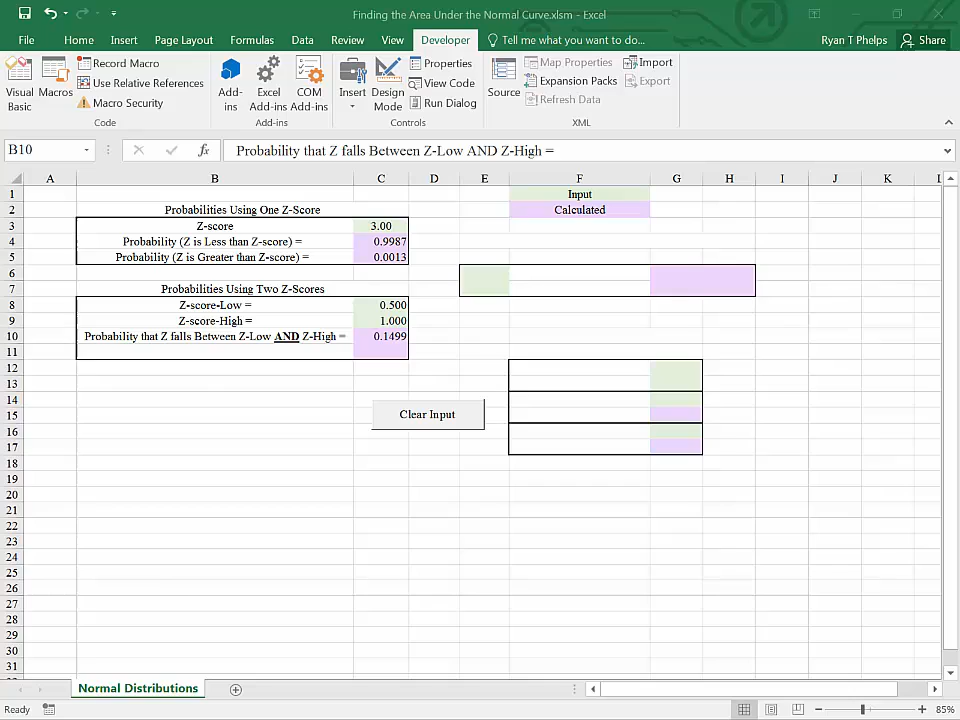 Finding the Area Under the Normal Curve.xlsm - Excel
File Home Insert Page Layout Formulas Data Review View Developer Tell me what you want to do... Ryan T Phelps Share
Visual Basic
Macros
Record Macro
Use Relative References
Macro Security
Code
Add-ins
Excel Add-ins
COM Add-ins
Add-ins
Insert
Design Mode
Properties
View Code
Run Dialog
Controls
Source
Map Properties
Expansion Packs
Refresh Data
Import
Export
XML
B10 fx Probability that Z falls Between Z-Low AND Z-High =
A B C D E F G H I J K L
1 Input
2 Probabilities Using One Z-Score Calculated
3 Z-score 3.00
4 Probability (Z is Less than Z-score) = 0.9987
5 Probability (Z is Greater than Z-score) = 0.0013
6
7 Probabilities Using Two Z-Scores
8 Z-score-Low = 0.500
9 Z-score-High = 1.000
10 Probability that Z falls Between Z-Low AND Z-High = 0.1499
11
12
13
14
15 Clear Input
16
17
18
19
20
21
22
23
24
25
26
27
28
29
30
31
Normal Distributions
Ready 85%